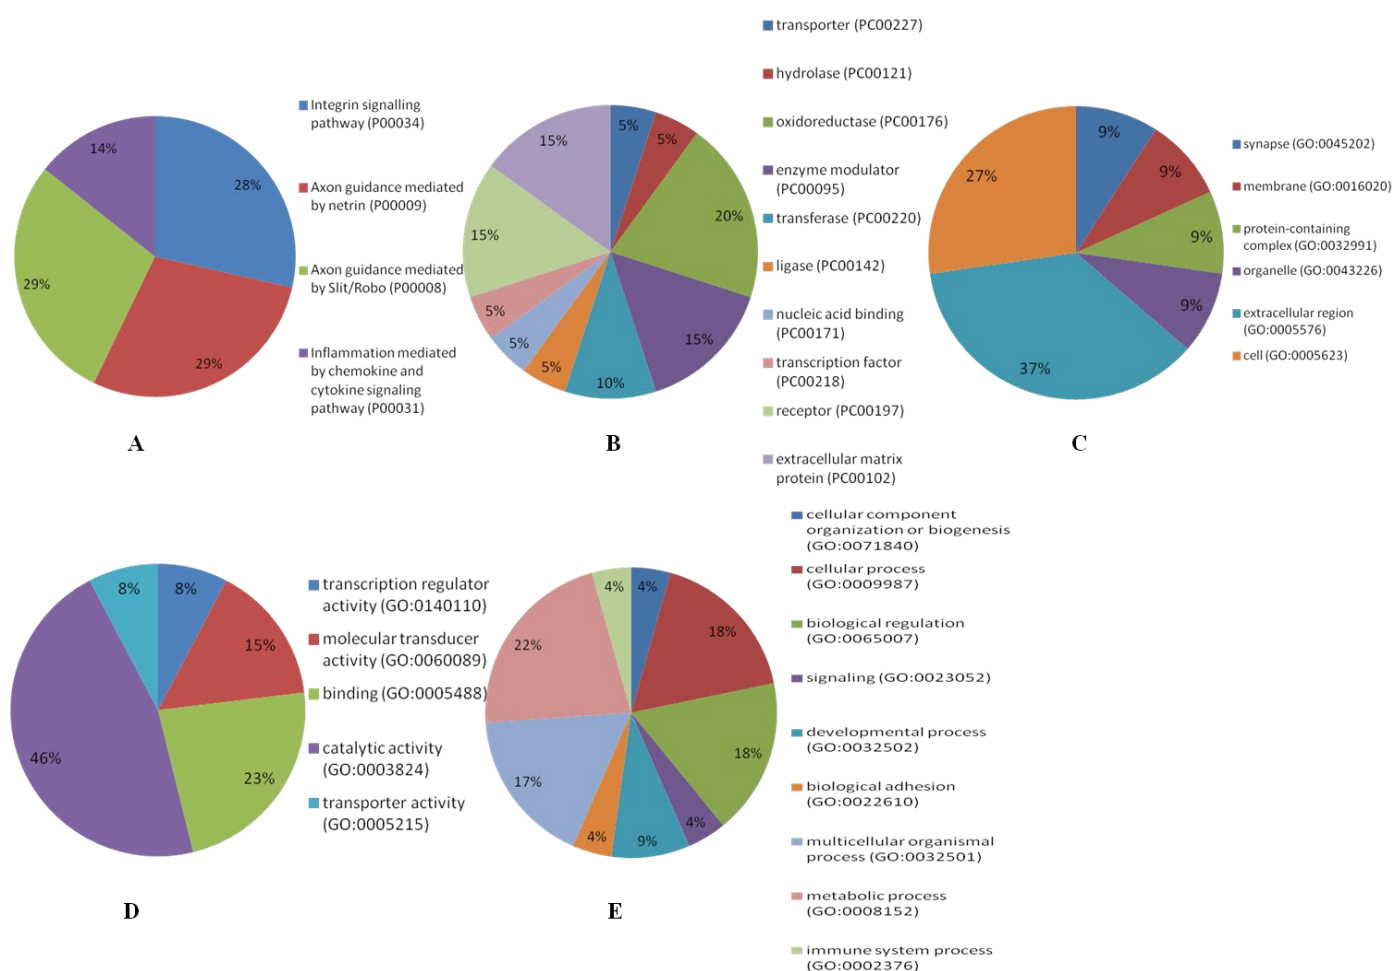 28%
29%
29%
14%
Integrin signalling
pathway (P00034)
Axon guidance mediated
by netrin (P00009)
Axon guidance mediated
by Slit/Robo (P00008)
Inflammation mediated
by chemokine and
cytokine signaling
pathway (P00031)
A
5%
5%
20%
15%
10%
5%
5%
5%
15%
15%
transporter (PC00227)
hydrolase (PC00121)
oxidoreductase (PC00176)
enzyme modulator
(PC00095)
transferase (PC00220)
ligase (PC00142)
nucleic acid binding
(PC00171)
transcription factor
(PC00218)
receptor (PC00197)
extracellular matrix
protein (PC00102)
B
9%
9%
9%
9%
37%
27%
synapse (GO:0045202)
membrane (GO:0016020)
protein-containing
complex (GO:0032991)
organelle (GO:0043226)
extracellular region
(GO:0005576)
cell (GO:0005623)
C
8%
15%
23%
46%
8%
transcription regulator
activity (GO:0140110)
molecular transducer
activity (GO:0060089)
binding (GO:0005488)
catalytic activity
(GO:0003824)
transporter activity
(GO:0005215)
D
4%
18%
18%
4%
9%
4%
17%
22%
4%
cellular component
organization or biogenesis
(GO:0071840)
cellular process
(GO:0009987)
biological regulation
(GO:0065007)
signaling (GO:0023052)
developmental process
(GO:0032502)
biological adhesion
(GO:0022610)
multicellular organismal
process (GO:0032501)
metabolic process
(GO:0008152)
immune system process
(GO:0002376)
E